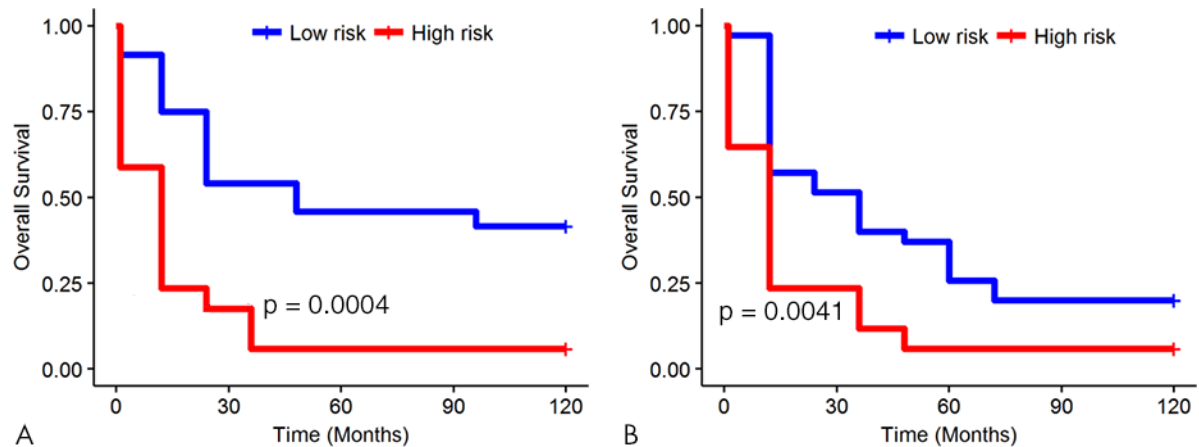 Low risk High risk
1.00
0.75
0.50
0.25
0.00
Overall Survival
p = 0.0004
0 30 60 90 120
Time (Months)
A
Low risk High risk
1.00
0.75
0.50
0.25
0.00
Overall Survival
p = 0.0041
0 30 60 90 120
Time (Months)
B